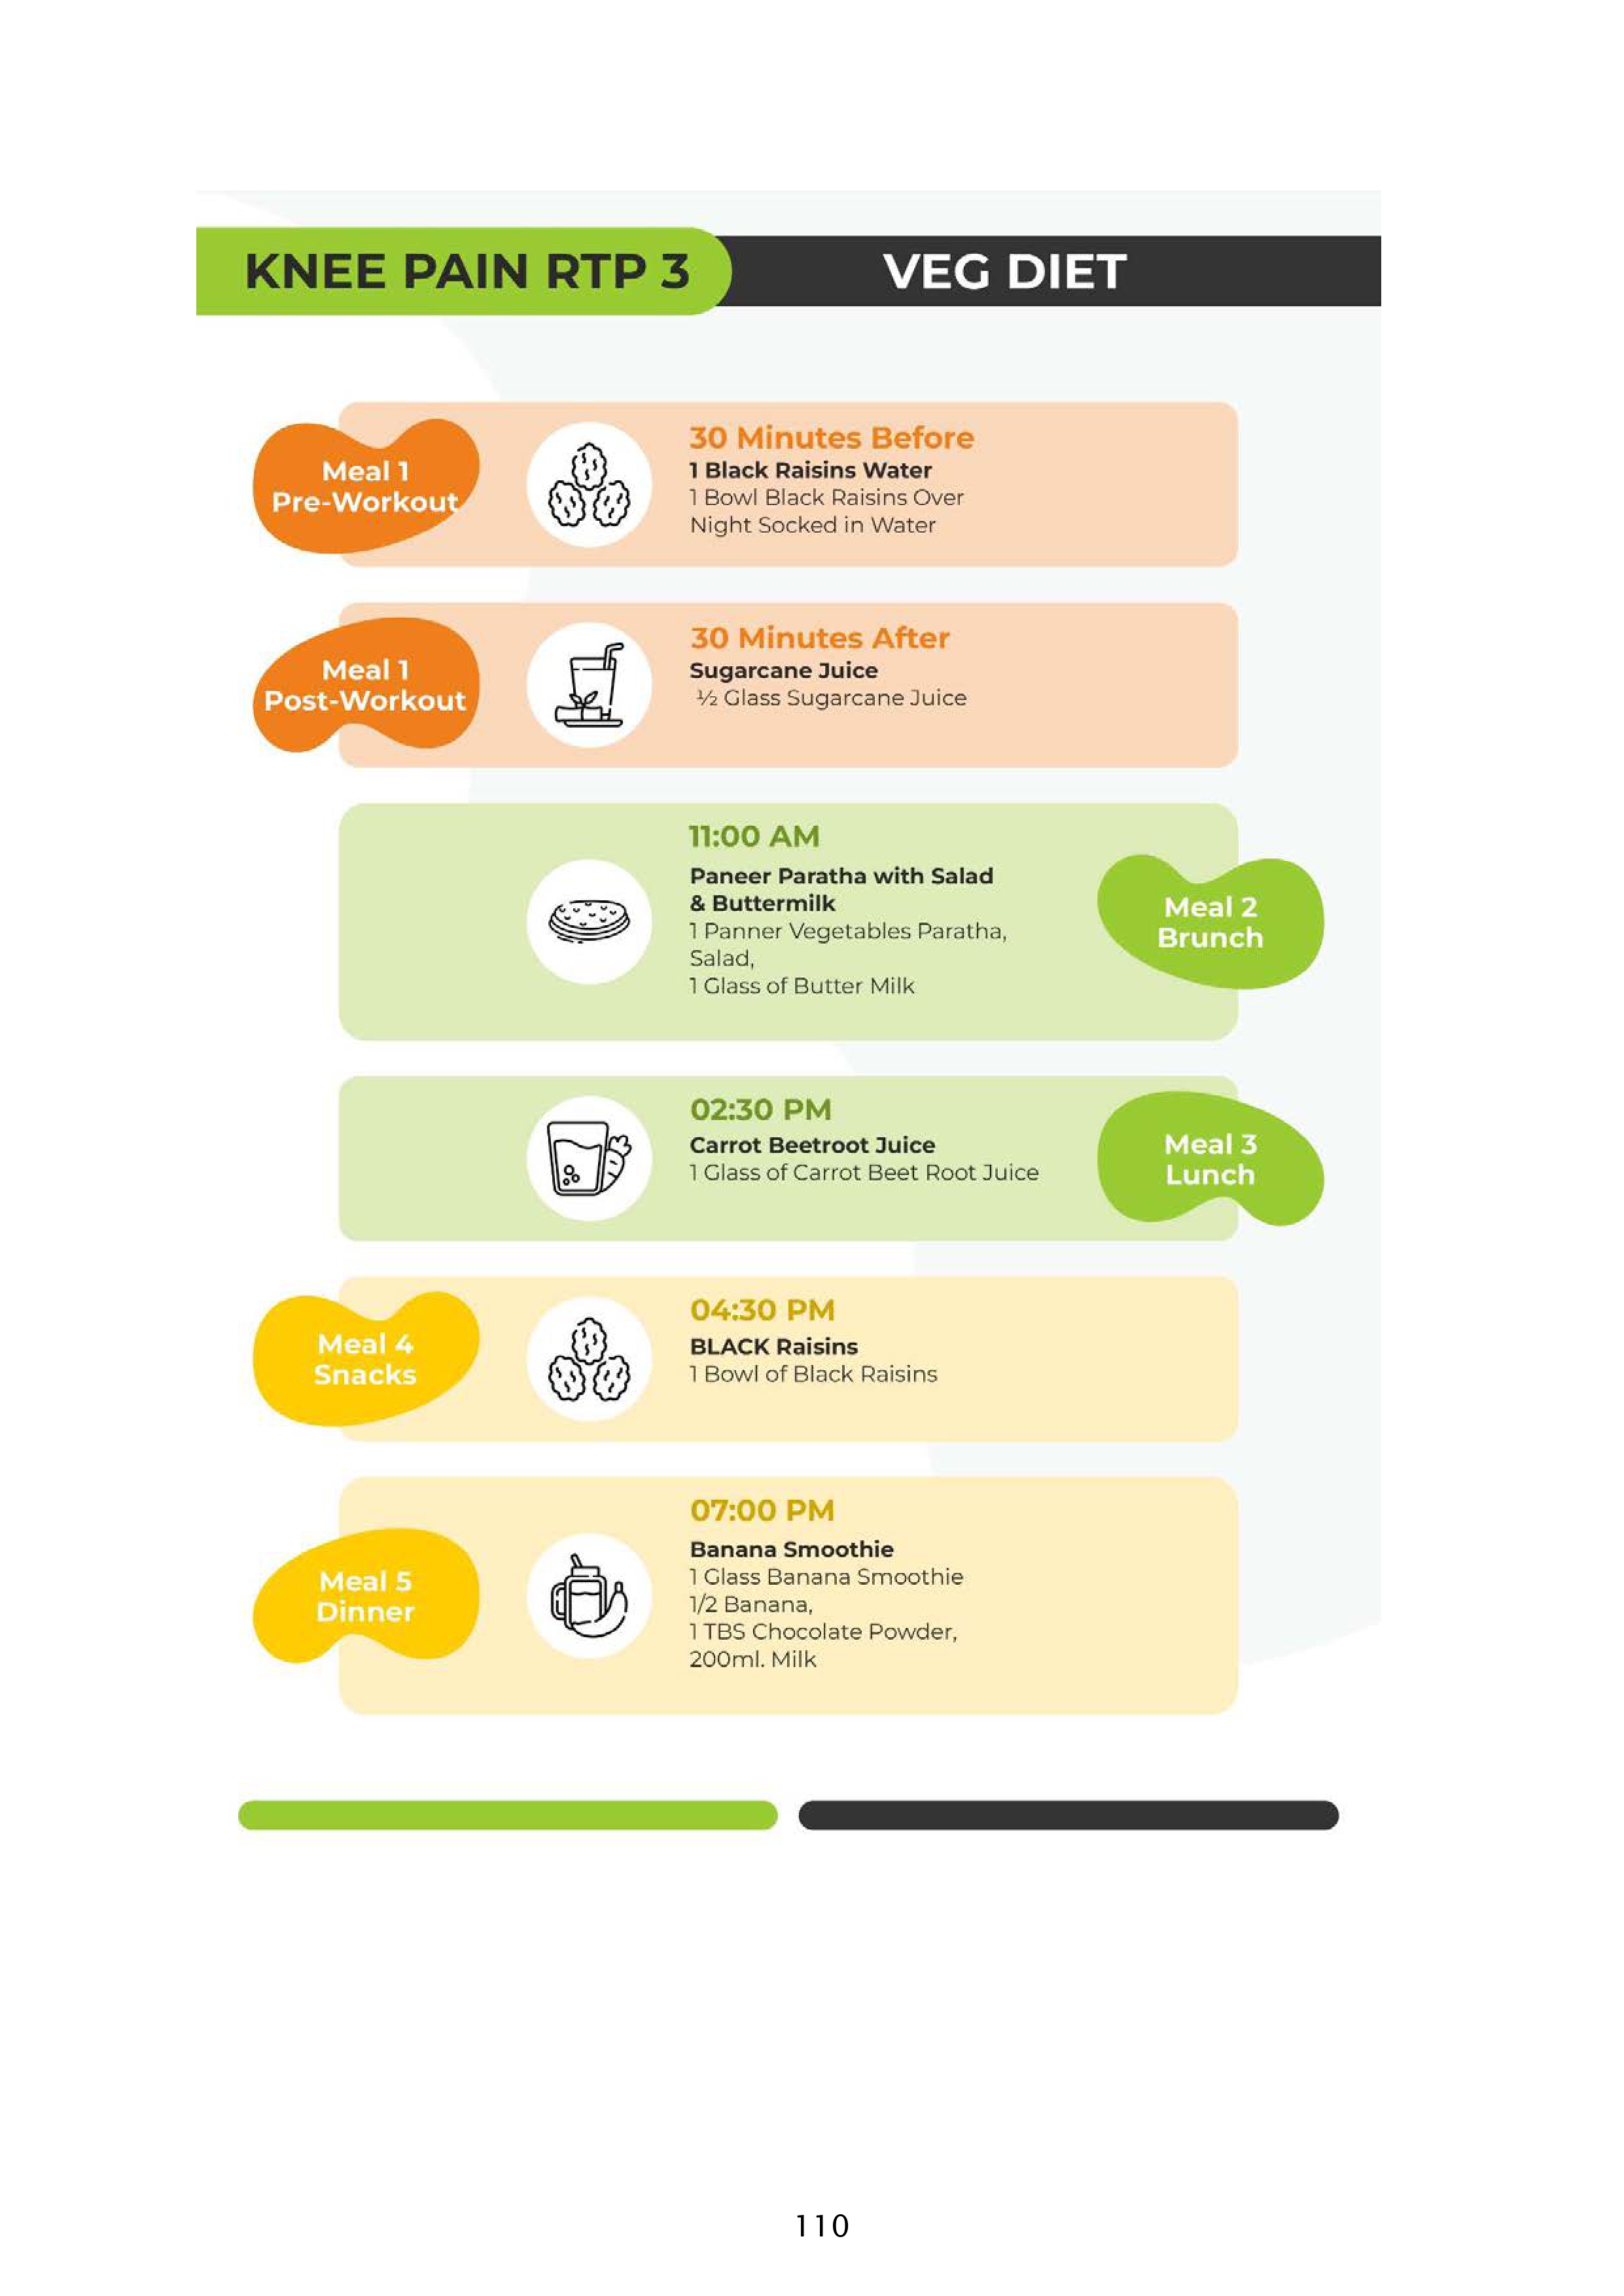 KNEE PAIN RTP 3
VEG DIET
Meal 1
Pre-Workout
30 Minutes Before
1 Black Raisins Water
1 Bowl Black Raisins Over
Night Socked in Water
Meal 1
Post-Workout
30 Minutes After
Sugarcane Juice
½ Glass Sugarcane Juice
11:00 AM
Paneer Paratha with Salad
& Buttermilk
1 Panner Vegetables Paratha,
Salad,
1 Glass of Butter Milk
Meal 2
Brunch
02:30 PM
Carrot Beetroot Juice
1 Glass of Carrot Beet Root Juice
Meal 3
Lunch
Meal 4
Snacks
04:30 PM
BLACK Raisins
1 Bowl of Black Raisins
Meal 5
Dinner
07:00 PM
Banana Smoothie
1 Glass Banana Smoothie
1/2 Banana,
1 TBS Chocolate Powder,
200ml. Milk
110